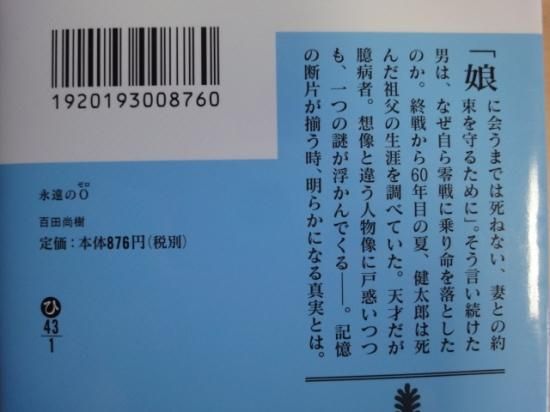 「娘に会うまでは死ねない、妻との約
束を守るために」。そう言い続けた
男は、なぜ自ら零戦に乗り命を落とした
のか。終戦から60年目の夏、健太郎は死
んだ祖父の生涯を調べていた。天才だが
臆病者。想像と違う人物像に戸惑いつつ
も、一つの謎が浮かんでくる——。記憶
の断片が揃う時、明らかになる真実とは。
1920193008760
永遠の0
ゼロ
百田尚樹
定価：本体876円（税別）
ひ
43
1